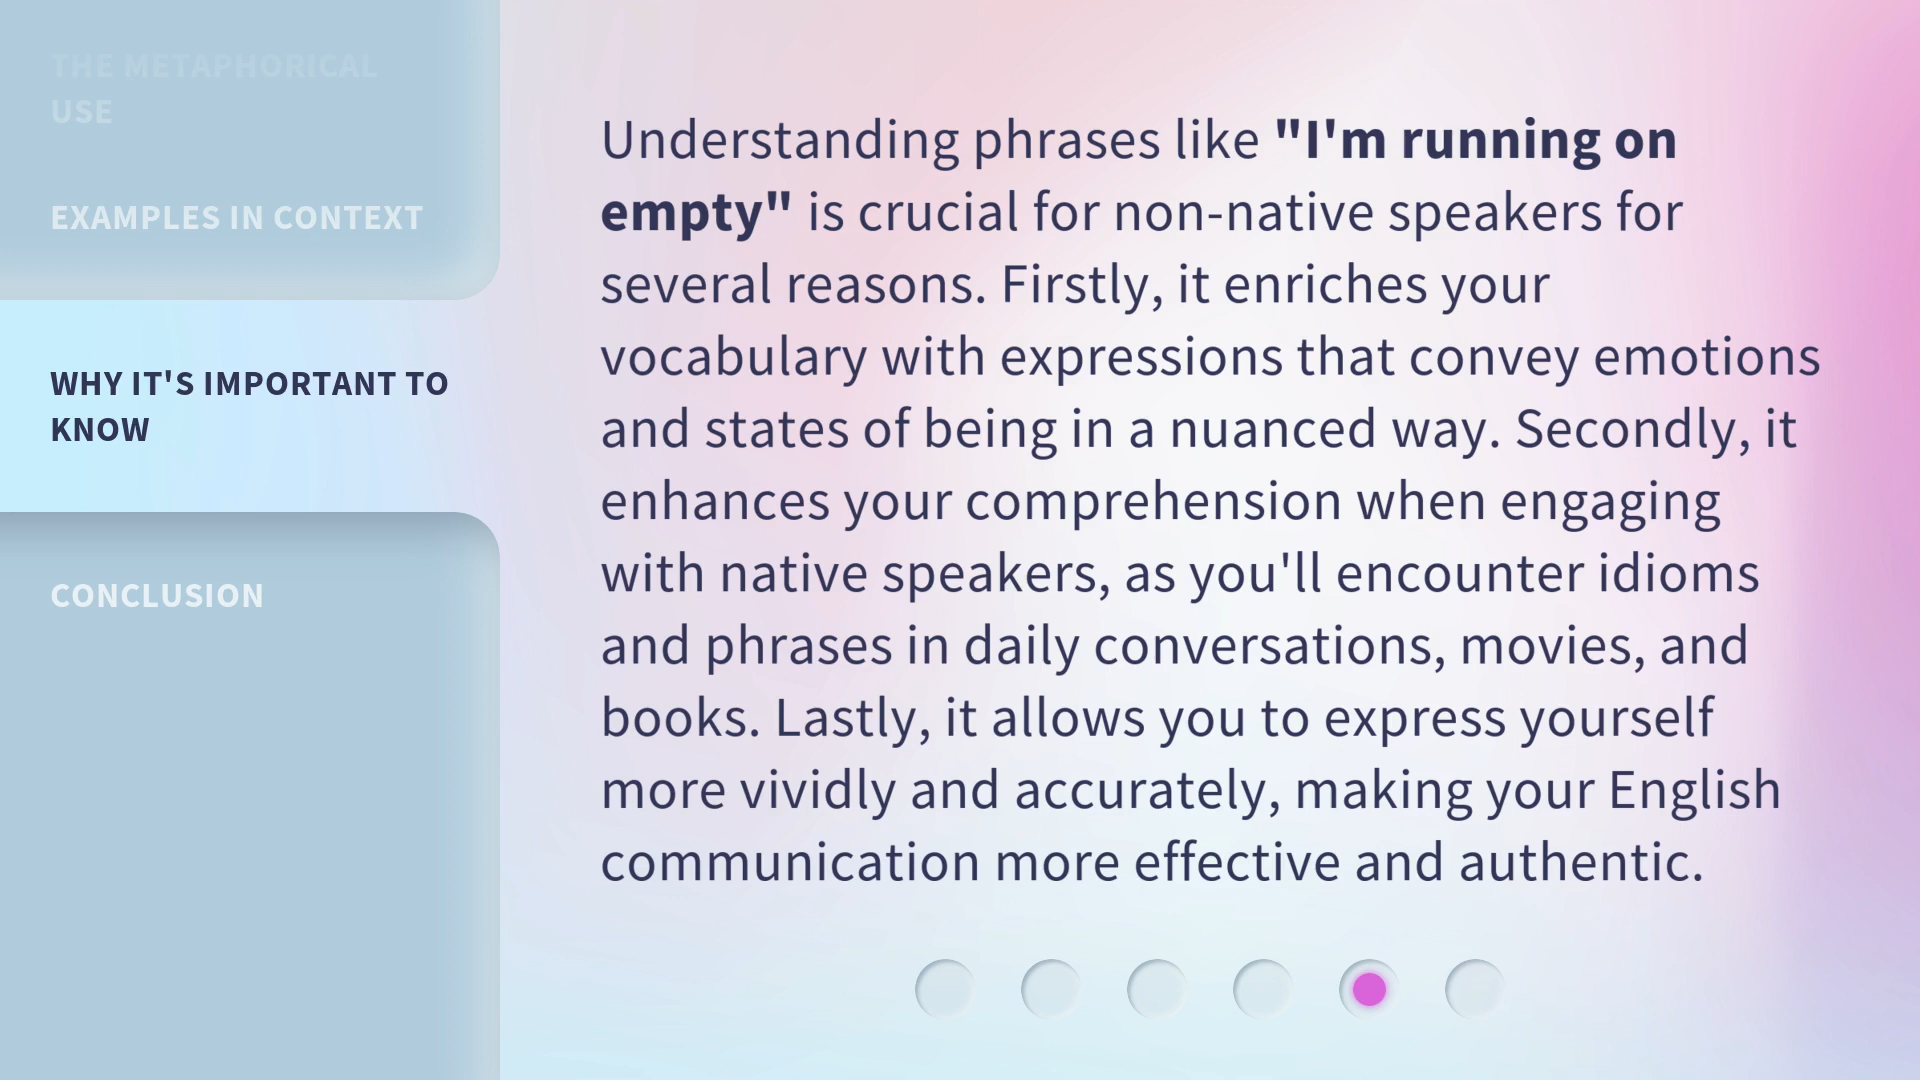 THE METAPHORICAL
USE
EXAMPLES IN CONTEXT
WHY IT'S IMPORTANT TO
KNOW
CONCLUSION
Understanding phrases like "I'm running on
empty" is crucial for non-native speakers for
several reasons. Firstly, it enriches your
vocabulary with expressions that convey emotions
and states of being in a nuanced way. Secondly, it
enhances your comprehension when engaging
with native speakers, as you'll encounter idioms
and phrases in daily conversations, movies, and
books. Lastly, it allows you to express yourself
more vividly and accurately, making your English
communication more effective and authentic.